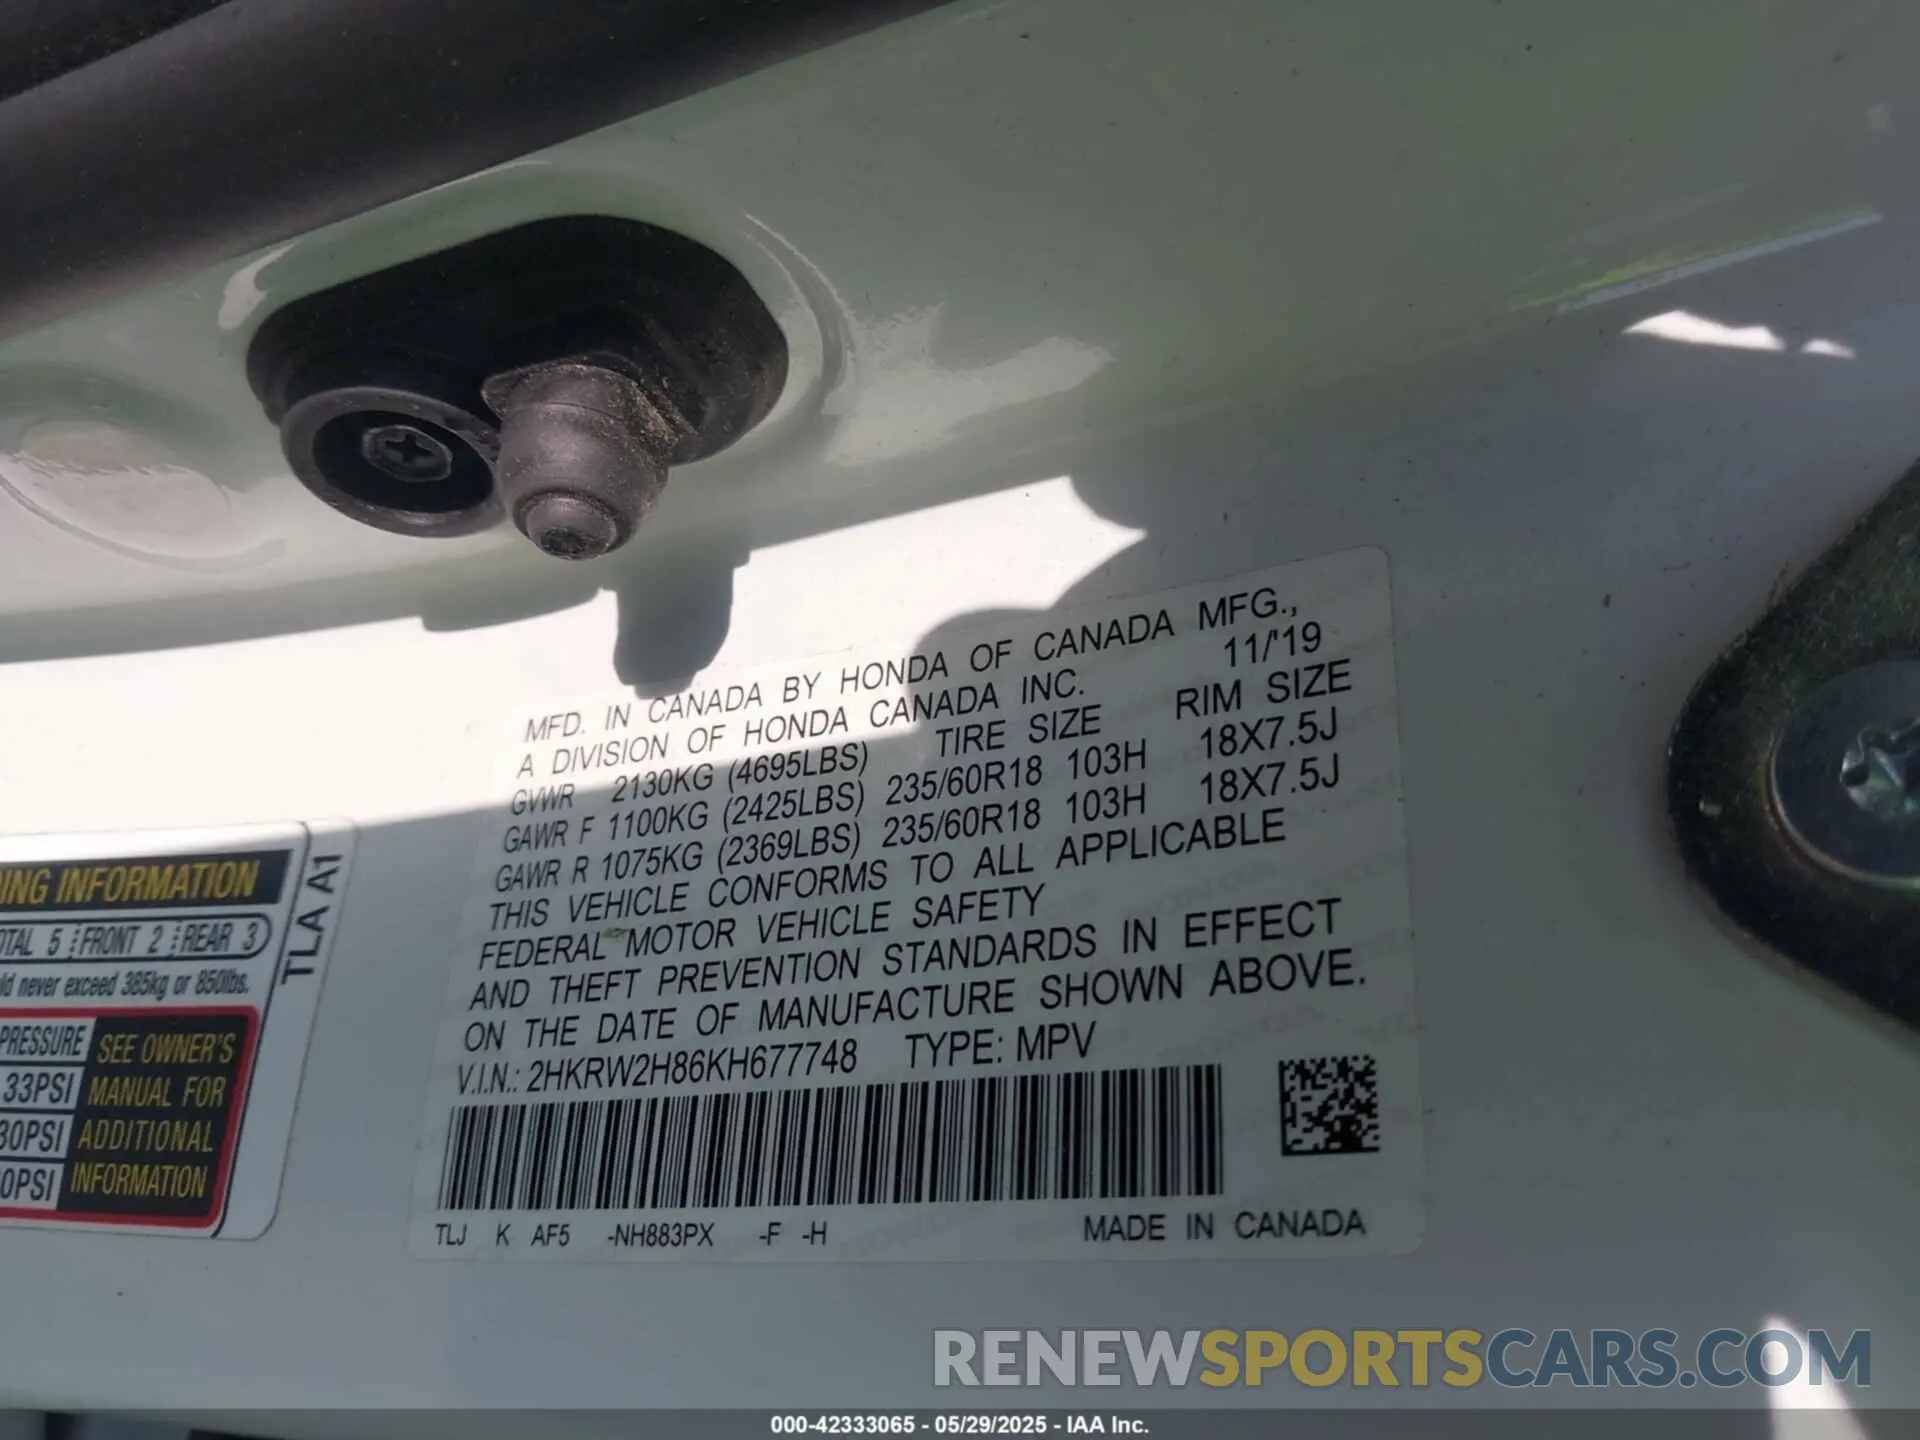 MFD. IN CANADA BY HONDA OF CANADA MFG.,
A DIVISION OF HONDA CANADA INC. 11/'19
GVWR 2130KG (4695LBS) TIRE SIZE RIM SIZE
GAWR F 1100KG (2425LBS) 235/60R18 103H 18X7.5J
GAWR R 1075KG (2369LBS) 235/60R18 103H 18X7.5J
THIS VEHICLE CONFORMS TO ALL APPLICABLE
FEDERAL MOTOR VEHICLE SAFETY
AND THEFT PREVENTION STANDARDS IN EFFECT
ON THE DATE OF MANUFACTURE SHOWN ABOVE.
V.I.N.: 2HKRW2H86KH677748 TYPE: MPV
TLJ K AF5 -NH883PX -F -H MADE IN CANADA
INFORMATION
TLA A1
5 FRONT 2 REAR 3
never exceed 385kg or 850lbs.
PRESSURE
33PSI
SEE OWNER'S
MANUAL FOR
ADDITIONAL
INFORMATION
RENEWSPORTSCARS.COM
000-42333065 - 05/29/2025 - IAA Inc.